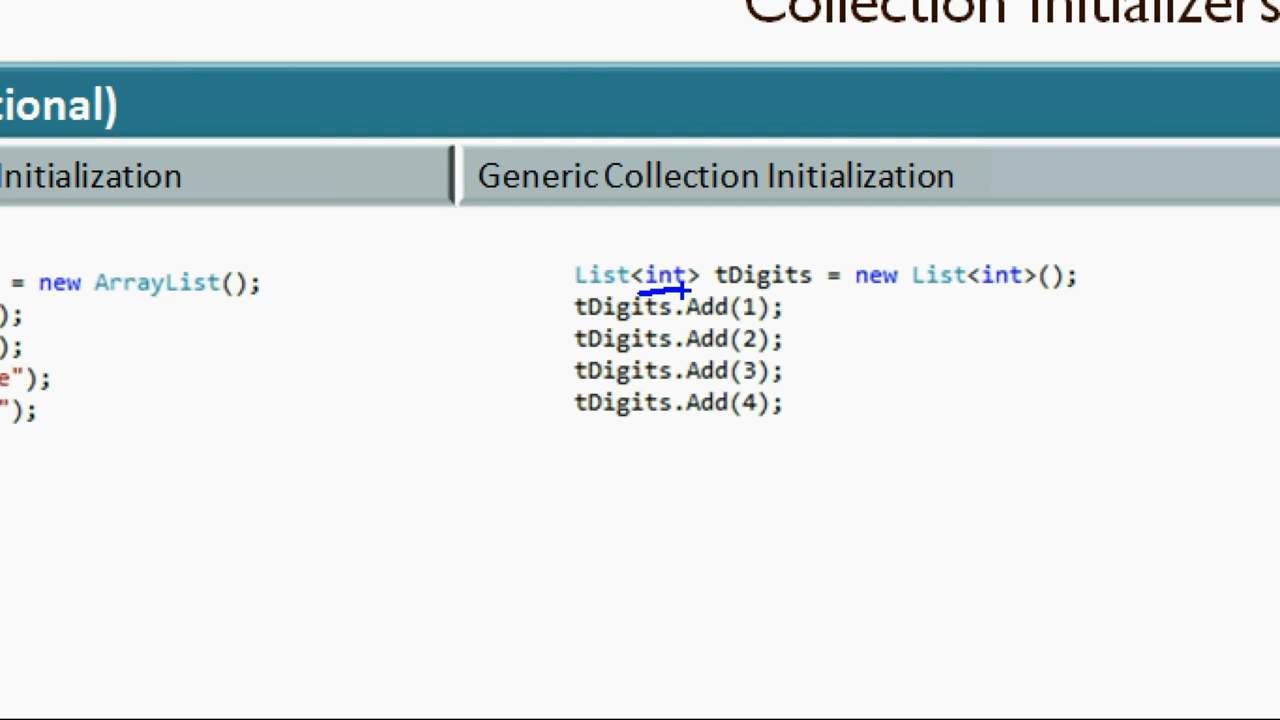 Collection Initializers
tional)
Initialization
Generic Collection Initialization
= new ArrayList();
);
);
e");
");
List<int> tDigits = new List<int>();
tDigits.Add(1);
tDigits.Add(2);
tDigits.Add(3);
tDigits.Add(4);